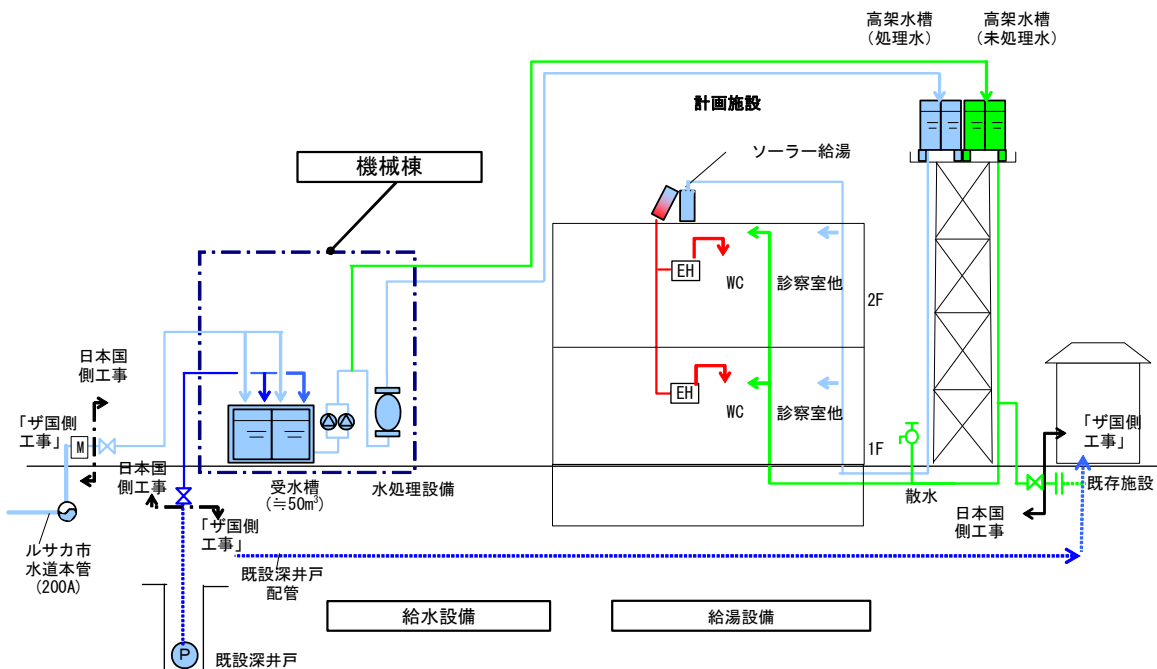 高架水槽
(処理水)
高架水槽
(未処理水)
計画施設
ソーラー給湯
機械棟
EH
WC
診察室他
2F
EH
WC
診察室他
1F
日本国
側工事
「ザ国側
工事」
M
日本国
側工事
受水槽
(≒50m³)
水処理設備
「ザ国側
工事」
ルサカ市
水道本管
(200A)
既設深井戸
配管
P
既設深井戸
散水
「ザ国側
工事」
既存施設
日本国
側工事
給水設備
給湯設備